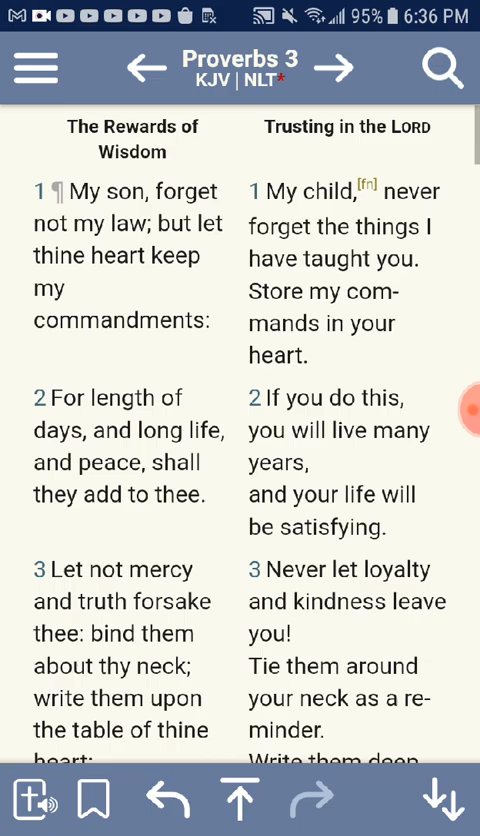 95% 6:36 PM
Proverbs 3
KJV | NLT*
The Rewards of
Wisdom
1 ¶ My son, forget
not my law; but let
thine heart keep
my
commandments:
2 For length of
days, and long life,
and peace, shall
they add to thee.
3 Let not mercy
and truth forsake
thee: bind them
about thy neck;
write them upon
the table of thine
heart:
Trusting in the LORD
1 My child,[fn] never
forget the things I
have taught you.
Store my com-
mands in your
heart.
2 If you do this,
you will live many
years,
and your life will
be satisfying.
3 Never let loyalty
and kindness leave
you!
Tie them around
your neck as a re-
minder.
Write them deep